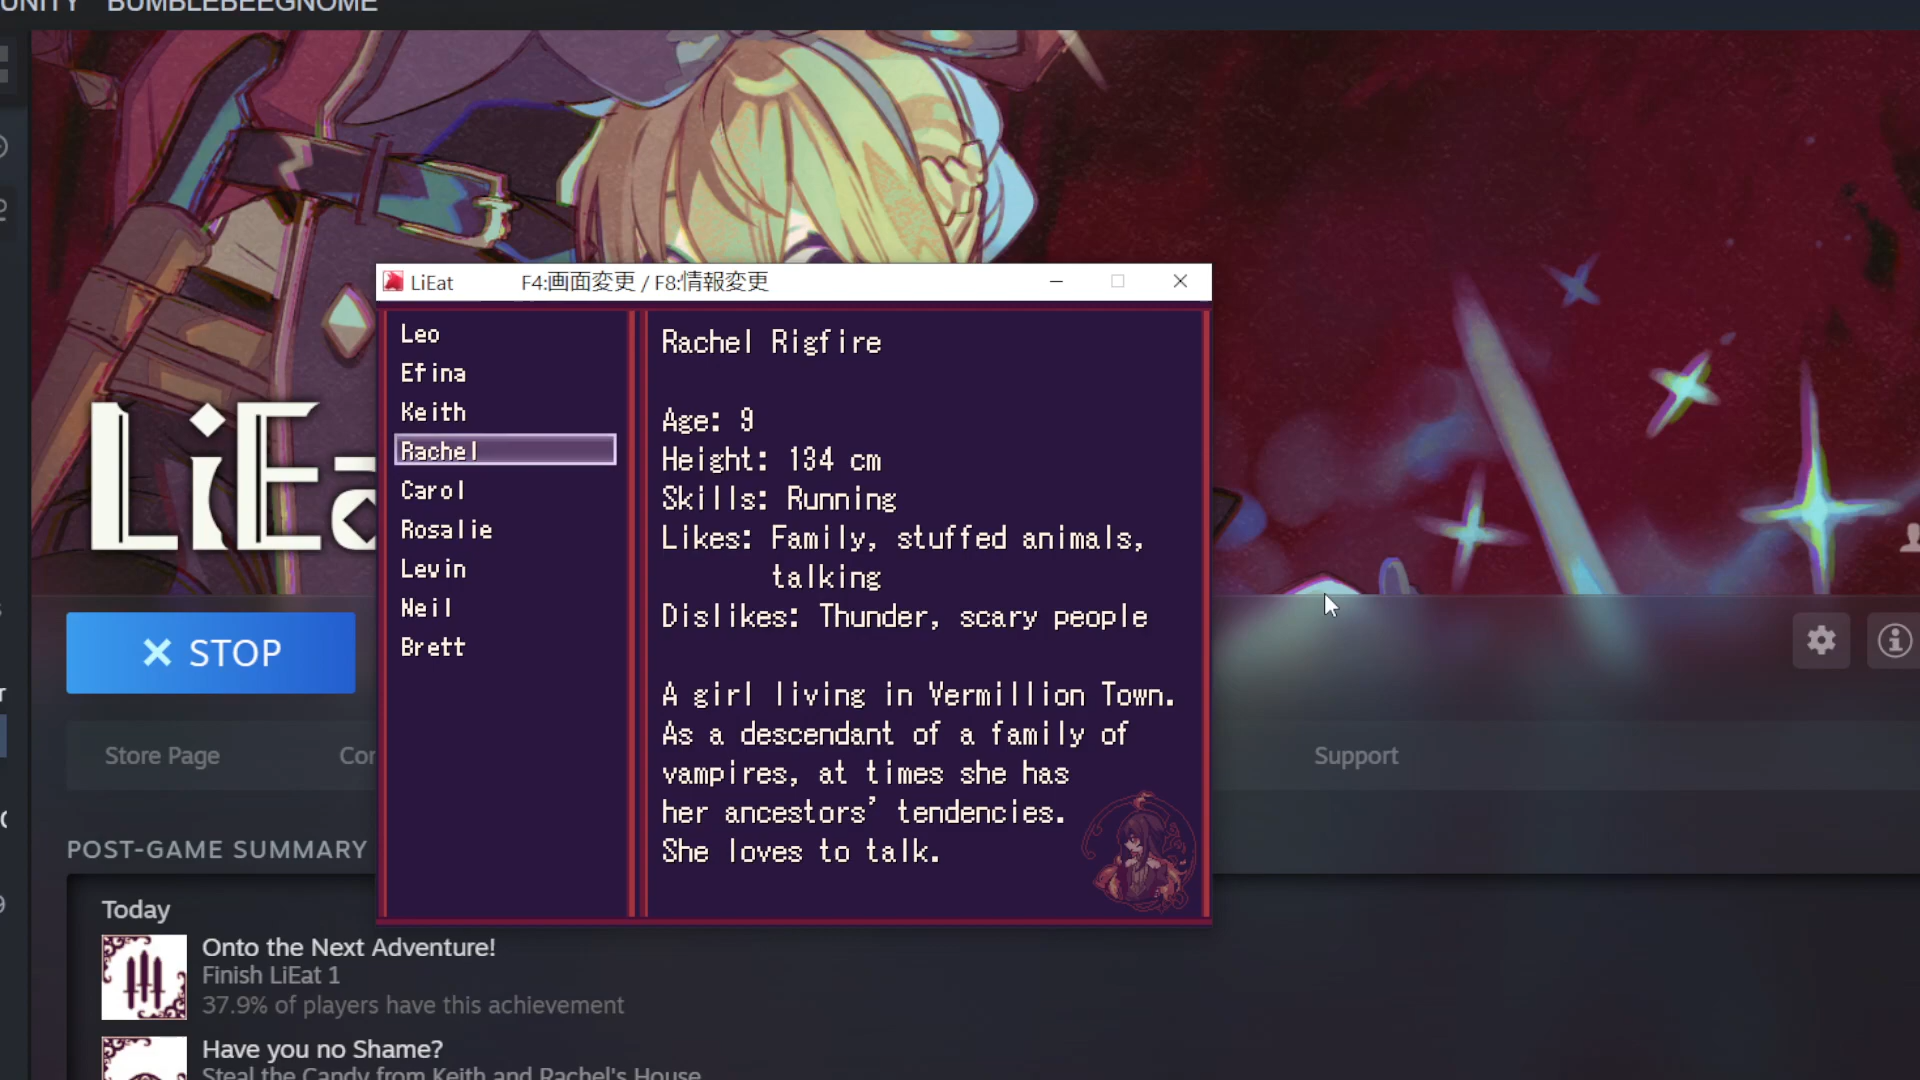 BUMBLEBEEGNOME
LiEat F4:画面変更 / F8:情報変更
Leo
Efina
Keith
Rachel
Carol
Rosalie
Levin
Neil
Brett
Rachel Rigfire
Age: 9
Height: 134 cm
Skills: Running
Likes: Family, stuffed animals,
talking
Dislikes: Thunder, scary people
A girl living in Vermillion Town.
As a descendant of a family of
vampires, at times she has
her ancestors’ tendencies.
She loves to talk.
LiEa
STOP
Store Page
Support
POST-GAME SUMMARY
Today
Onto the Next Adventure!
Finish LiEat 1
37.9% of players have this achievement
Have you no Shame?
Steal the Candy from Keith and Rachel's House